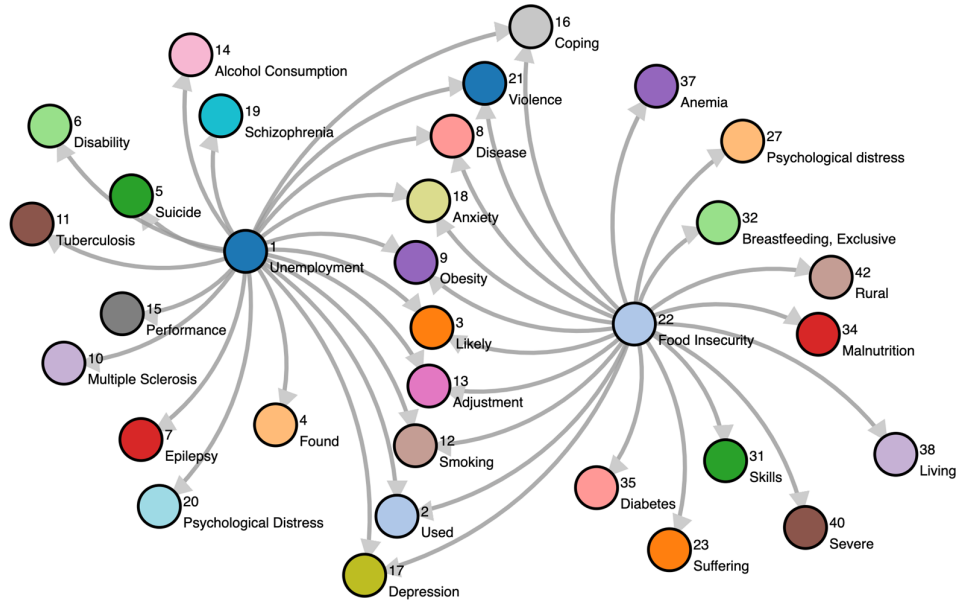 16
Coping
14
Alcohol Consumption
21
Violence
37
Anemia
19
Schizophrenia
6
Disability
8
Disease
27
Psychological distress
5
Suicide
18
Anxiety
11
Tuberculosis
32
Breastfeeding, Exclusive
1
Unemployment
9
Obesity
42
Rural
15
Performance
3
Likely
22
Food Insecurity
34
Malnutrition
10
Multiple Sclerosis
13
Adjustment
4
Found
7
Epilepsy
12
Smoking
38
Living
31
Skills
35
Diabetes
20
Psychological Distress
2
Used
40
Severe
23
Suffering
17
Depression